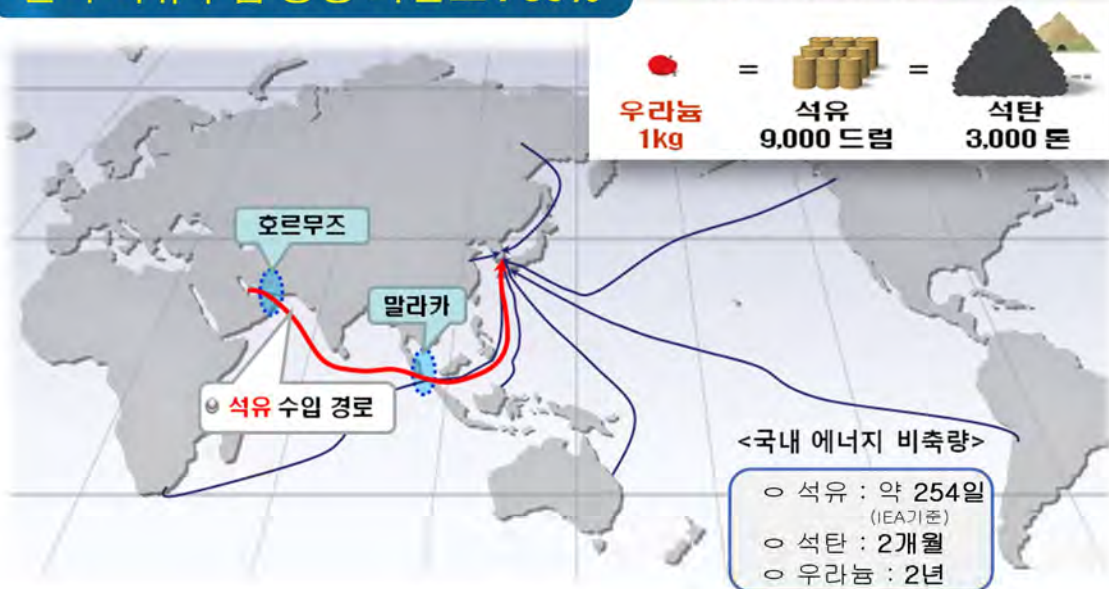 우라늄
1kg
=
석유
9,000 드럼
=
석탄
3,000 톤
호르무즈
말라카
석유 수입 경로
<국내 에너지 비축량>
○ 석유 : 약 254일
(IEA기준)
○ 석탄 : 2개월
○ 우라늄 : 2년